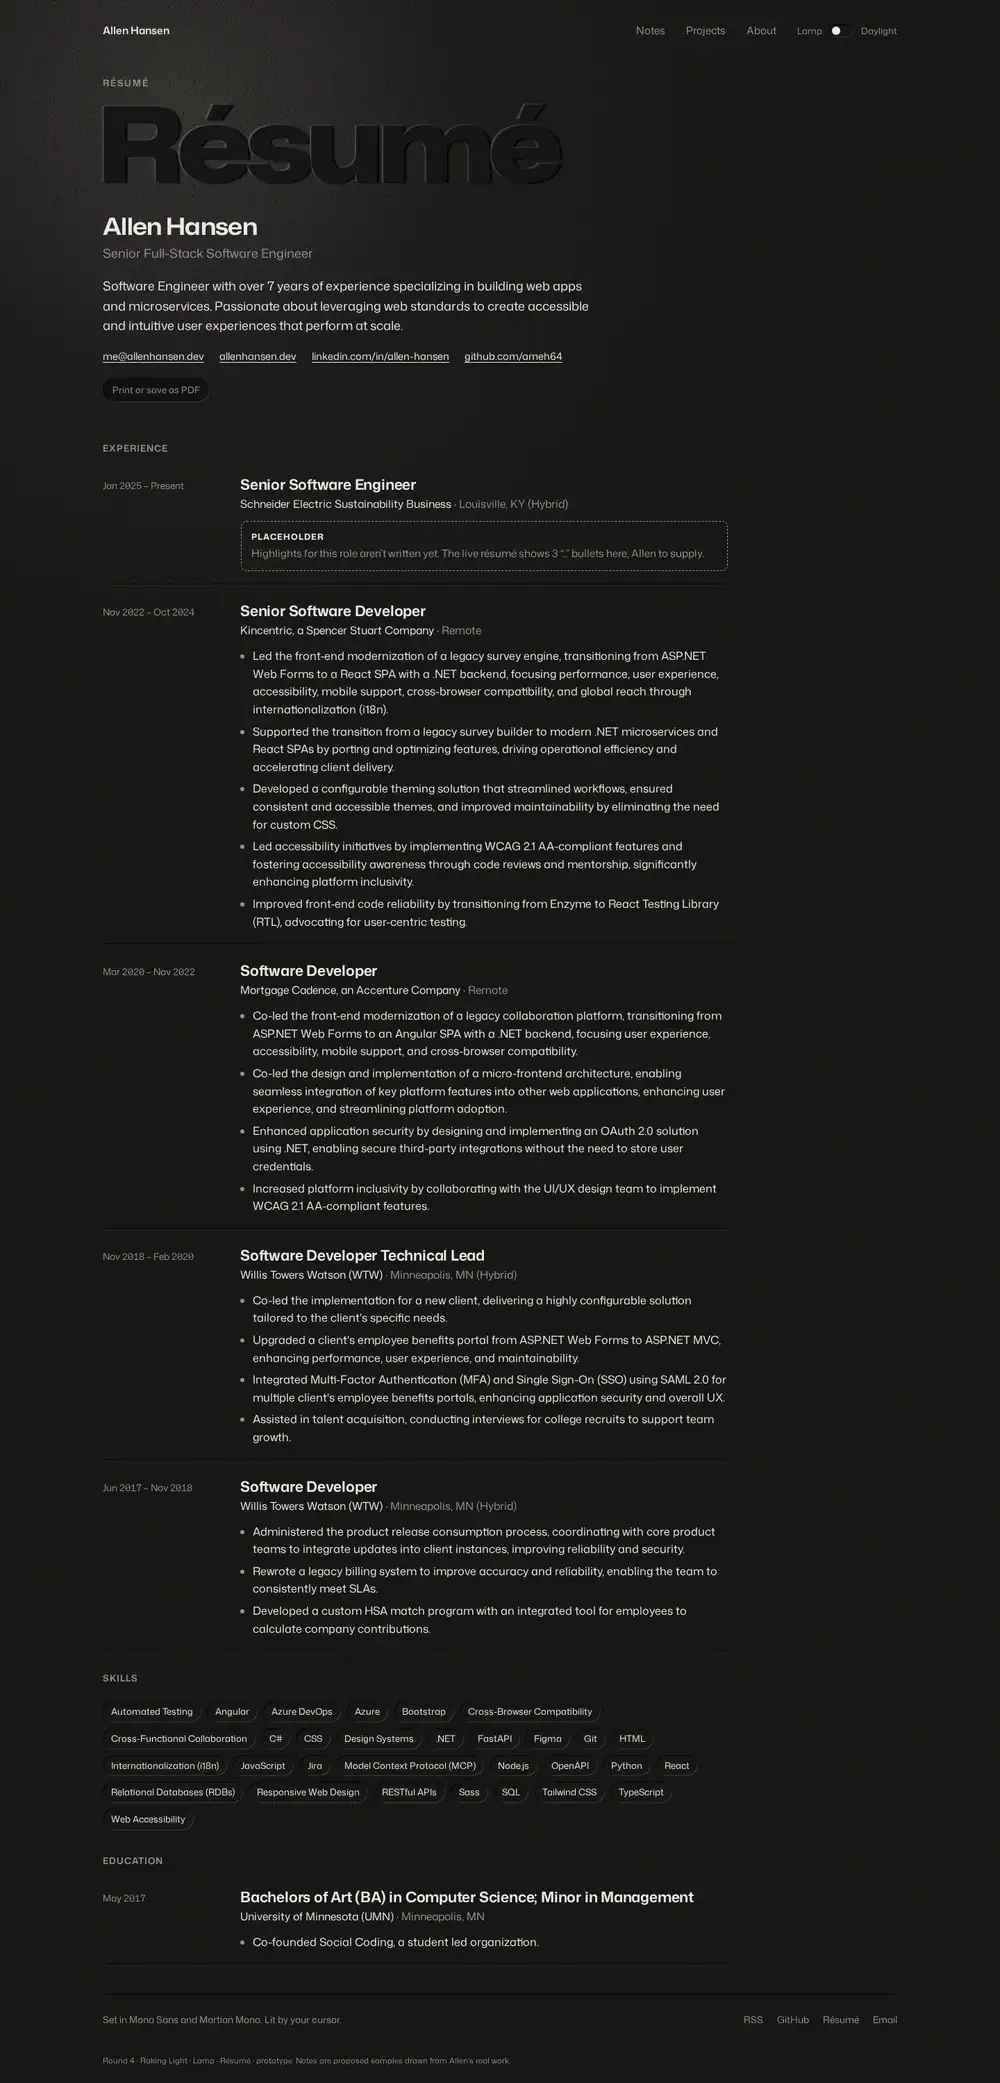 Allen Hansen
Notes Projects About Lamp Daylight
RÉSUMÉ
Résumé
Allen Hansen
Senior Full-Stack Software Engineer
Software Engineer with over 7 years of experience specializing in building web apps
and microservices. Passionate about leveraging web standards to create accessible
and intuitive user experiences that perform at scale.
me@allenhansen.dev allenhansen.dev linkedin.com/in/allen-hansen github.com/ameh64
Print or save as PDF
EXPERIENCE
Jan 2025 – Present
Senior Software Engineer
Schneider Electric Sustainability Business · Louisville, KY (Hybrid)
PLACEHOLDER
Highlights for this role aren't written yet. The live résumé shows 3 “...” bullets here, Allen to supply.
Nov 2022 – Oct 2024
Senior Software Developer
Kincentric, a Spencer Stuart Company · Remote
• Led the front-end modernization of a legacy survey engine, transitioning from ASP.NET
Web Forms to a React SPA with a .NET backend, focusing performance, user experience,
accessibility, mobile support, cross-browser compatibility, and global reach through
internationalization (i18n).
• Supported the transition from a legacy survey builder to modern .NET microservices and
React SPAs by porting and optimizing features, driving operational efficiency and
accelerating client delivery.
• Developed a configurable theming solution that streamlined workflows, ensured
consistent and accessible themes, and improved maintainability by eliminating the need
for custom CSS.
• Led accessibility initiatives by implementing WCAG 2.1 AA-compliant features and
fostering accessibility awareness through code reviews and mentorship, significantly
enhancing platform inclusivity.
• Improved front-end code reliability by transitioning from Enzyme to React Testing Library
(RTL), advocating for user-centric testing.
Mar 2020 – Nov 2022
Software Developer
Mortgage Cadence, an Accenture Company · Remote
• Co-led the front-end modernization of a legacy collaboration platform, transitioning from
ASP.NET Web Forms to an Angular SPA with a .NET backend, focusing user experience,
accessibility, mobile support, and cross-browser compatibility.
• Co-led the design and implementation of a micro-frontend architecture, enabling
seamless integration of key platform features into other web applications, enhancing user
experience, and streamlining platform adoption.
• Enhanced application security by designing and implementing an OAuth 2.0 solution
using .NET, enabling secure third-party integrations without the need to store user
credentials.
• Increased platform inclusivity by collaborating with the UI/UX design team to implement
WCAG 2.1 AA-compliant features.
Nov 2018 – Feb 2020
Software Developer Technical Lead
Willis Towers Watson (WTW) · Minneapolis, MN (Hybrid)
• Co-led the implementation for a new client, delivering a highly configurable solution
tailored to the client's specific needs.
• Upgraded a client's employee benefits portal from ASP.NET Web Forms to ASP.NET MVC,
enhancing performance, user experience, and maintainability.
• Integrated Multi-Factor Authentication (MFA) and Single Sign-On (SSO) using SAML 2.0 for
multiple client's employee benefits portals, enhancing application security and overall UX.
• Assisted in talent acquisition, conducting interviews for college recruits to support team
growth.
Jun 2017 – Nov 2018
Software Developer
Willis Towers Watson (WTW) · Minneapolis, MN (Hybrid)
• Administered the product release consumption process, coordinating with core product
teams to integrate updates into client instances, improving reliability and security.
• Rewrote a legacy billing system to improve accuracy and reliability, enabling the team to
consistently meet SLAs.
• Developed a custom HSA match program with an integrated tool for employees to
calculate company contributions.
SKILLS
Automated Testing Angular Azure DevOps Azure Bootstrap Cross-Browser Compatibility
Cross-Functional Collaboration C# CSS Design Systems .NET FastAPI Figma Git HTML
Internationalization (i18n) JavaScript Jira Model Context Protocol (MCP) Node.js OpenAPI Python React
Relational Databases (RDBs) Responsive Web Design RESTful APIs Sass SQL Tailwind CSS TypeScript
Web Accessibility
EDUCATION
May 2017
Bachelors of Art (BA) in Computer Science; Minor in Management
University of Minnesota (UMN) · Minneapolis, MN
• Co-founded Social Coding, a student led organization.
Set in Mona Sans and Martian Mono. Lit by your cursor.
RSS GitHub Résumé Email
Round 4 · Raking Light · Lamp · Résumé · prototype. Notes are proposed samples drawn from Allen's real work.